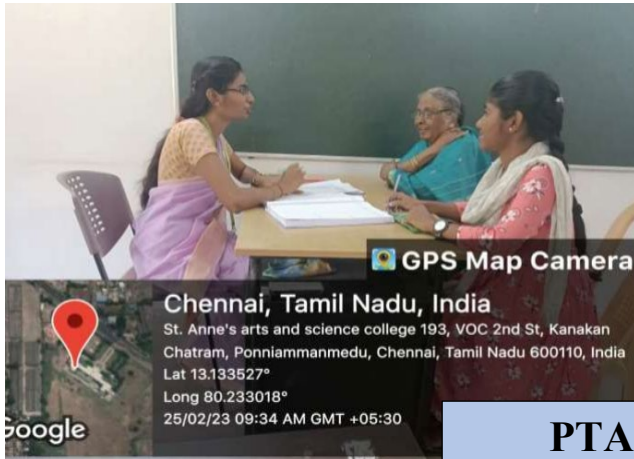 GPS Map Camera
Chennai, Tamil Nadu, India
St. Anne's arts and science college 193, VOC 2nd St, Kanakan
Chatram, Ponniammanmedu, Chennai, Tamil Nadu 600110, India
Lat 13.133527°
Long 80.233018°
25/02/23 09:34 AM GMT +05:30
Google
PTA